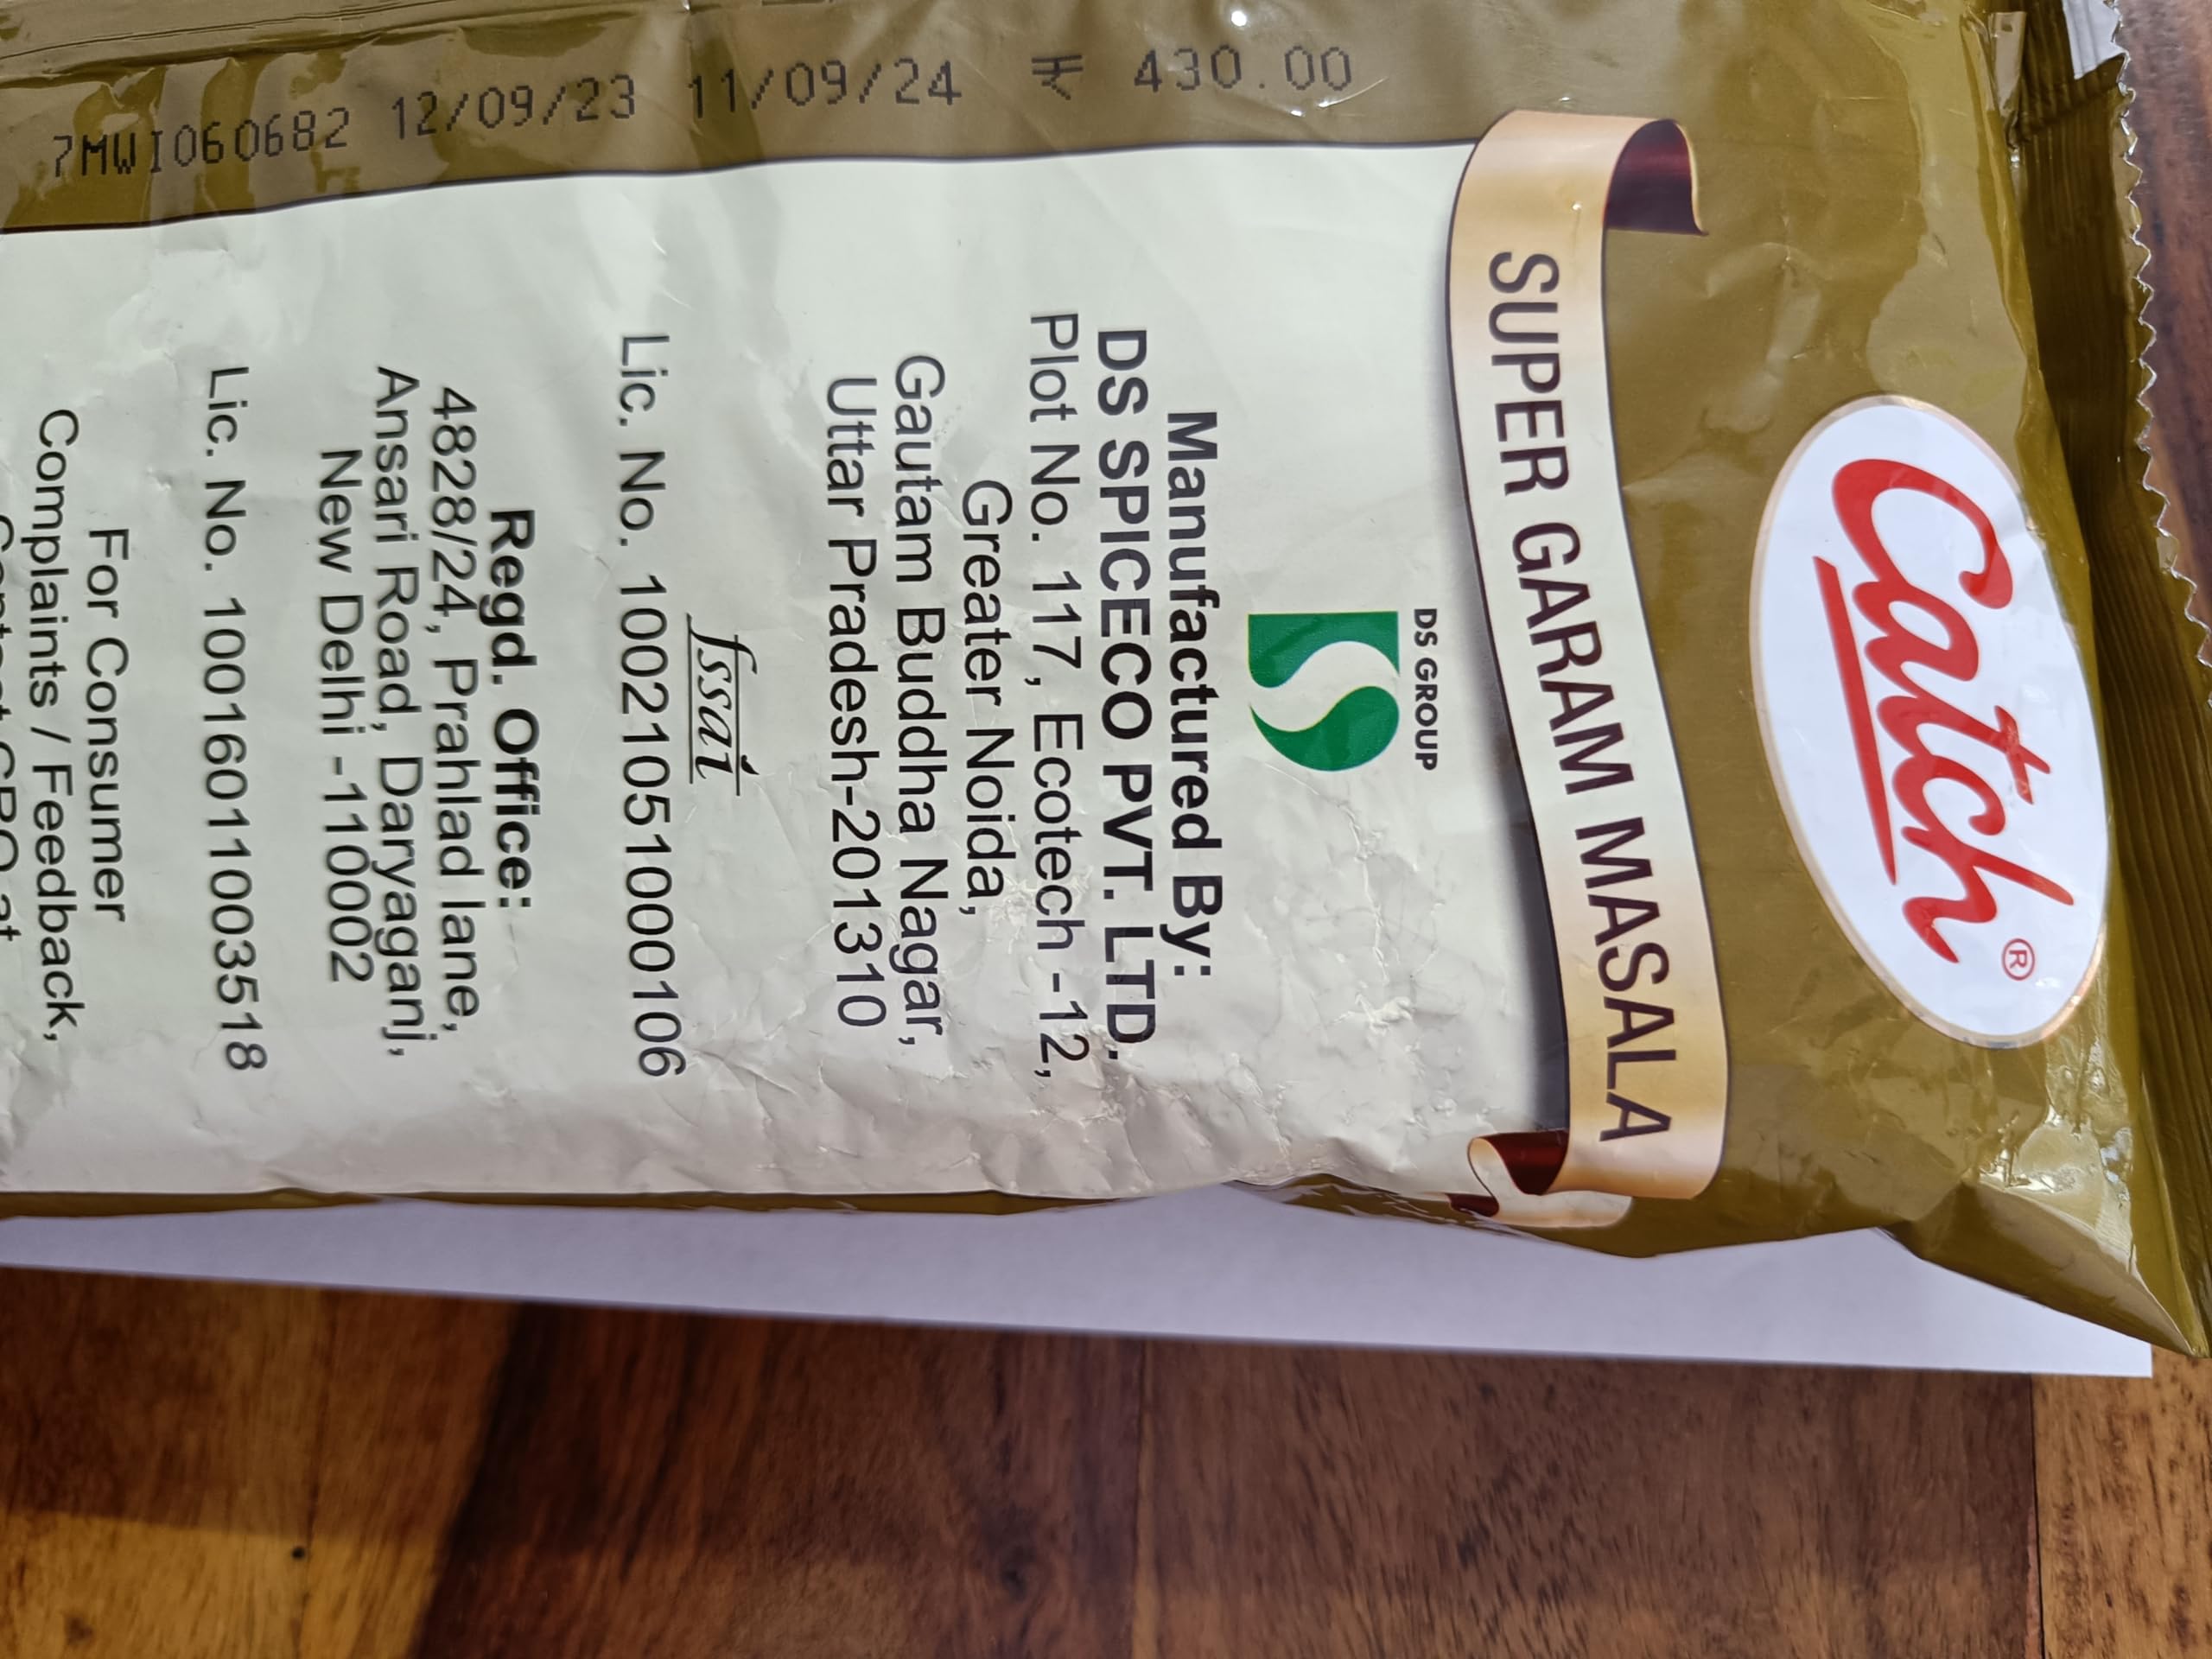 7MWI060682 12/09/23 11/09/24 ₹ 430.00
Catch®
SUPER GARAM MASALA
DS GROUP
Manufactured By:
DS SPICECO PVT. LTD.
Plot No. 117, Ecotech -12,
Greater Noida,
Gautam Buddha Nagar,
Uttar Pradesh-201310
fssai
Lic. No. 10021051000106
Regd. Office:
4828/24, Prahlad lane,
Ansari Road, Daryaganj,
New Delhi -110002
Lic. No. 10016011003518
For Consumer
Complaints / Feedback,